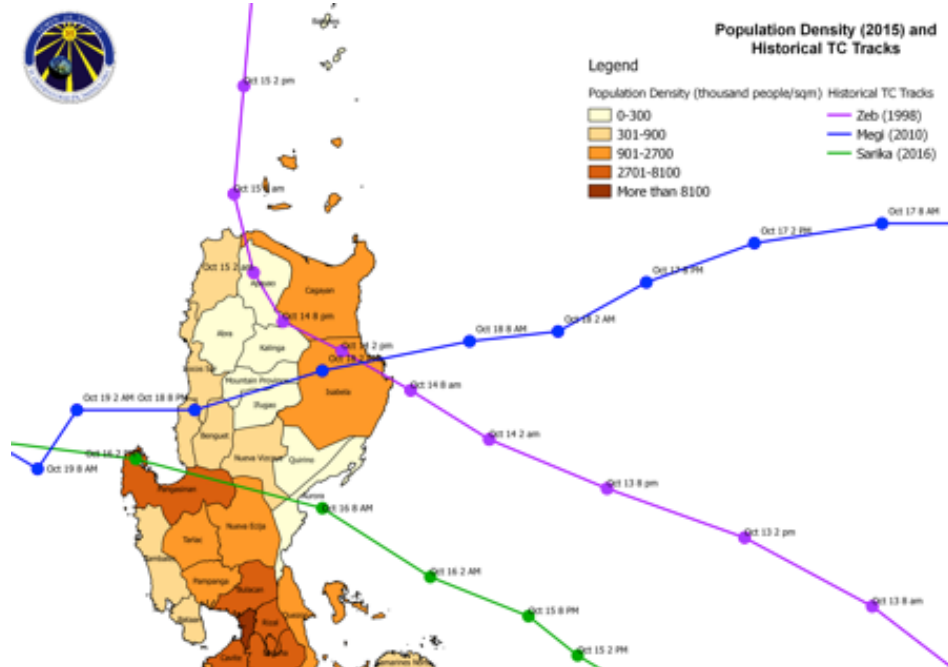 Population Density (2015) and
Historical TC Tracks
Legend
Population Density (thousand people/sqm)
0-300
301-900
901-2700
2701-8100
More than 8100
Historical TC Tracks
Zeb (1998)
Megi (2010)
Sarika (2016)
Oct 15 2 pm
Oct 15 2 am
Oct 14 8 pm
Oct 14 2 pm
Oct 14 8 am
Oct 14 2 am
Oct 13 8 pm
Oct 13 2 pm
Oct 13 8 am
Oct 17 8 AM
Oct 17 2 PM
Oct 17 8 PM
Oct 18 2 AM
Oct 18 8 AM
Oct 18 8 PM
Oct 19 2 AM
Oct 19 8 AM
Oct 16 8 AM
Oct 16 2 AM
Oct 15 8 PM
Oct 15 2 PM
Cagayan
Abra
Kalinga
Mountain Province
Ifugao
Isabela
Benguet
Nueva Vizcaya
Quirino
Aurora
Pangasinan
Nueva Ecija
Tarlac
Pampanga
Bulacan
Rizal
Cavite